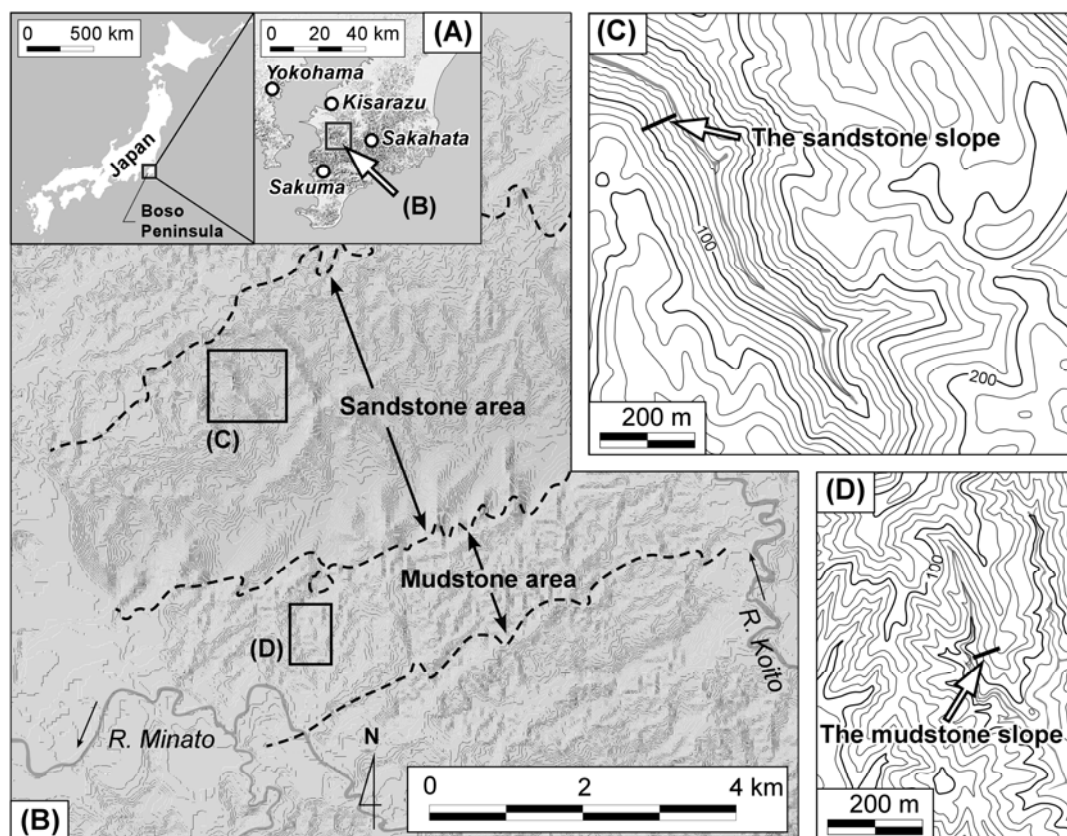 0 500 km
Japan
Boso
Peninsula
0 20 40 km
(A)
Yokohama
Kisarazu
Sakahata
Sakuma
(B)
Sandstone area
(C)
Mudstone area
(D)
R. Minato
R. Koito
N
0 2 4 km
(B)
(C)
The sandstone slope
100
200
200 m
(D)
100
The mudstone slope
200 m